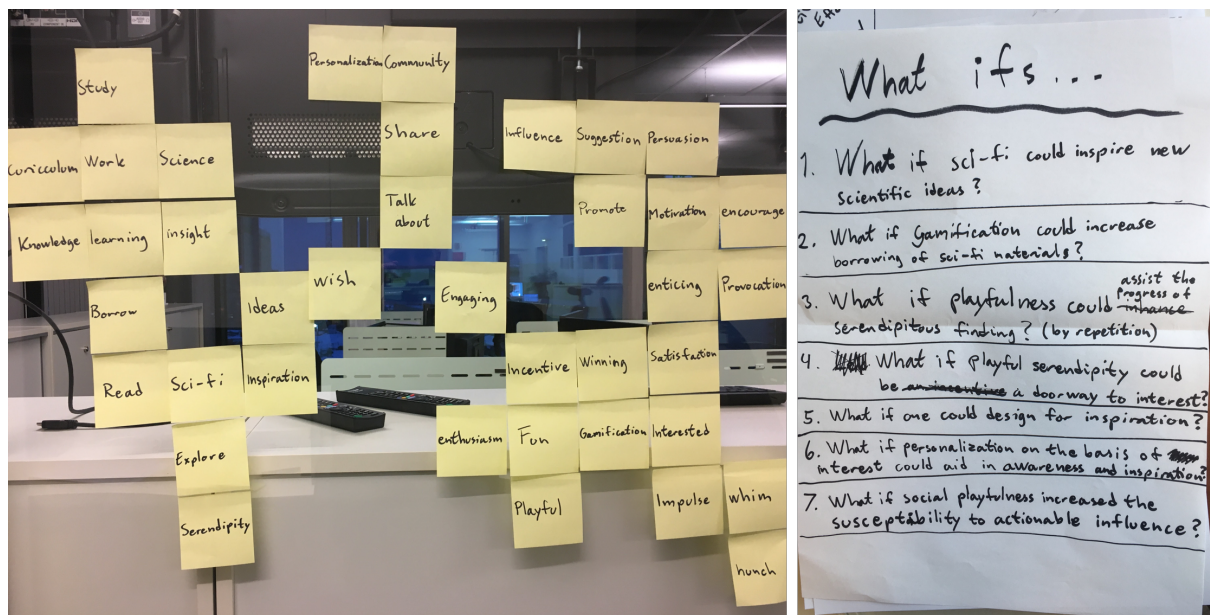 Study
Personalization Community
Share
Influence Suggestion Persuasion
Curicculum Work Science
Talk
about
Promote Motivation encourage
Knowledge learning insight
wish
Ideas
Engaging
enticing Provocation
Borrow
Read Sci-fi Inspiration
Incentive Winning Satisfaction
enthusiasm Fun Gamification Interested
Explore
Serendipity
Playful
Impulse whim
hunch
What ifs...
1. What if sci-fi could inspire new
scientific ideas?
2. What if Gamification could increase
borrowing of sci-fi materials?
assist the
progress of
3. What if playfulness could inhance
serendipitous finding? (by repetition)
4. What if playful serendipity could
be an incentive a doorway to interest?
5. What if one could design for inspiration?
6. What if personalization on the basis of
interest could aid in awareness and inspiration?
7. What if social playfulness increased the
susceptability to actionable influence?